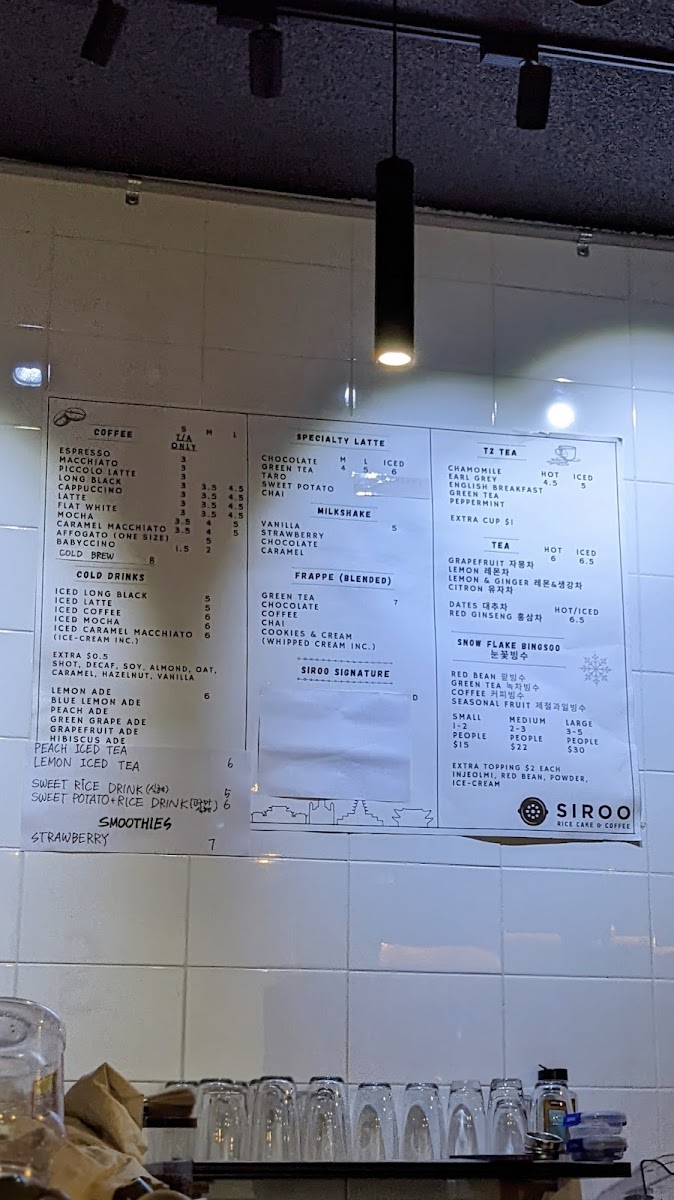 COFFEE S M L
T/A
ONLY
ESPRESSO 3
MACCHIATO 3
PICCOLO LATTE 3
LONG BLACK 3 3.5 4.5
CAPPUCCINO 3 3.5 4.5
LATTE 3 3.5 4.5
FLAT WHITE 3 3.5 4.5
MOCHA 3.5 4 5
CARAMEL MACCHIATO 3.5 4 5
AFFOGATO (ONE SIZE) 5
BABYCCINO 1.5 2
COLD BREW
COLD DRINKS
ICED LONG BLACK 5
ICED LATTE 5
ICED COFFEE 6
ICED MOCHA 6
ICED CARAMEL MACCHIATO 6
(ICE-CREAM INC.)
EXTRA $0.5
SHOT, DECAF, SOY, ALMOND, OAT,
CARAMEL, HAZELNUT, VANILLA
LEMON ADE 6
BLUE LEMON ADE
PEACH ADE
GREEN GRAPE ADE
GRAPEFRUIT ADE
HIBISCUS ADE
PEACH ICED TEA
LEMON ICED TEA 6
SWEET RICE DRINK (식혜) 5
SWEET POTATO+RICE DRINK 6
SMOOTHIES
STRAWBERRY 7
SPECIALTY LATTE
M L ICED
CHOCOLATE 4 5 6
GREEN TEA
TARO
SWEET POTATO
CHAI
MILKSHAKE
VANILLA 5
STRAWBERRY
CHOCOLATE
CARAMEL
FRAPPE (BLENDED)
GREEN TEA 7
CHOCOLATE
COFFEE
CHAI
COOKIES & CREAM
(WHIPPED CREAM INC.)
SIROO SIGNATURE
D
T2 TEA
HOT ICED
CHAMOMILE 4.5 5
EARL GREY
ENGLISH BREAKFAST
GREEN TEA
PEPPERMINT
EXTRA CUP $1
TEA
HOT ICED
GRAPEFRUIT 자몽차 6 6.5
LEMON 레몬차
LEMON & GINGER 레몬&생강차
CITRON 유자차
HOT/ICED
DATES 대추차 6.5
RED GINSENG 홍삼차
SNOW FLAKE BINGSOO
눈꽃빙수
RED BEAN 팥빙수
GREEN TEA 녹차빙수
COFFEE 커피빙수
SEASONAL FRUIT 제철과일빙수
SMALL MEDIUM LARGE
1-2 2-3 3-5
PEOPLE PEOPLE PEOPLE
$15 $22 $30
EXTRA TOPPING $2 EACH
INJEOLMI, RED BEAN, POWDER,
ICE-CREAM
SIROO
RICE CAKE & COFFEE